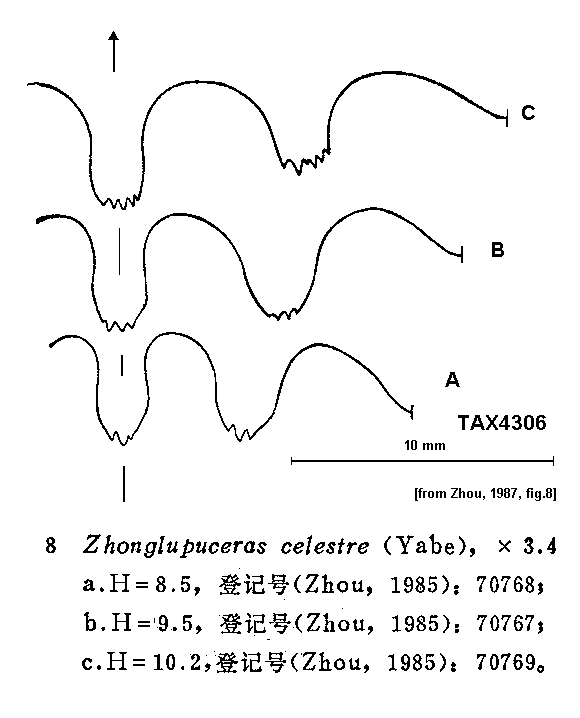 C
B
A
TAX4306
10 mm
[from Zhou, 1987, fig.8]
8 Zhonglupuceras celestre (Yabe), × 3.4
a.H=8.5, 登记号(Zhou, 1985): 70768;
b.H=9.5, 登记号(Zhou, 1985): 70767;
c.H=10.2,登记号(Zhou, 1985): 70769。